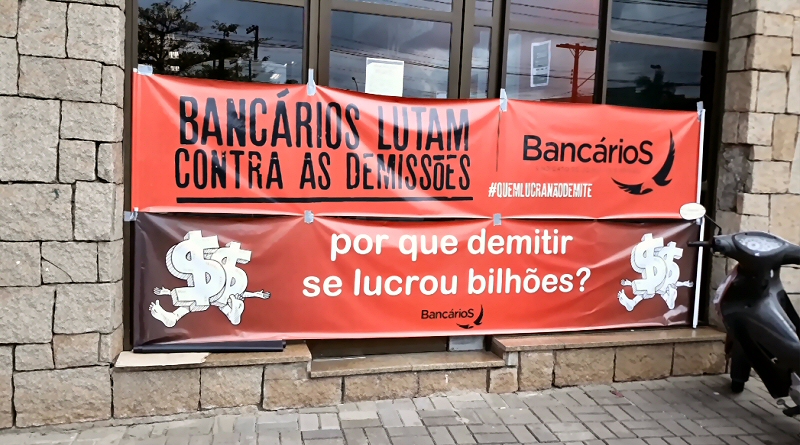 BANCÁRIOS LUTAM
CONTRA AS DEMISSÕES
BancárioS
#QUEMLUCRANÃODEMITE
por que demitir
se lucrou bilhões?
BancárioS
$$
$$